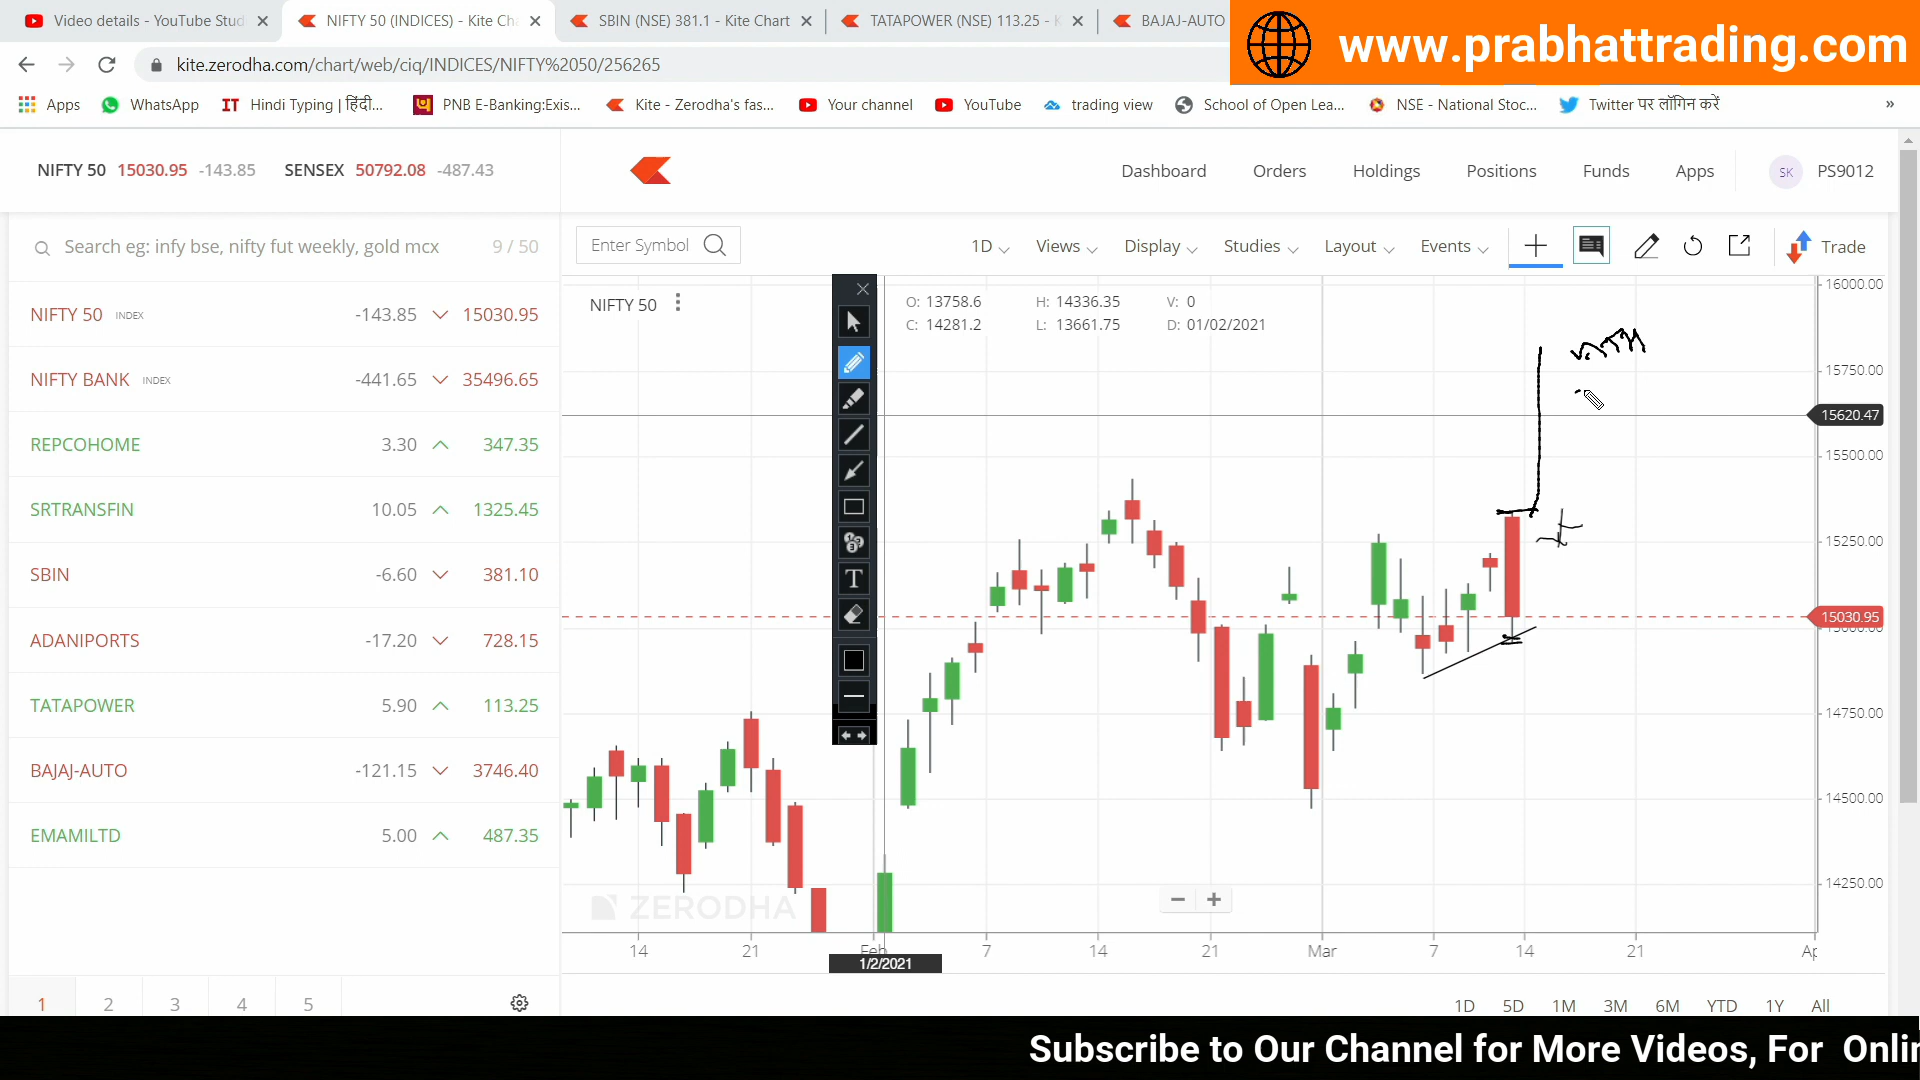 Video details - YouTube Stud
NIFTY 50 (INDICES) - Kite Ch
SBIN (NSE) 381.1 - Kite Chart
TATAPOWER (NSE) 113.25 - K
BAJAJ-AUTO
www.prabhattrading.com
kite.zerodha.com/chart/web/ciq/INDICES/NIFTY%2050/256265
Apps WhatsApp Hindi Typing | हिंदी... PNB E-Banking:Exis... Kite - Zerodha's fas... Your channel YouTube trading view School of Open Lea... NSE - National Stoc... Twitter पर लॉगिन करें »
NIFTY 50 15030.95 -143.85 SENSEX 50792.08 -487.43
Dashboard Orders Holdings Positions Funds Apps SK PS9012
Search eg: infy bse, nifty fut weekly, gold mcx 9 / 50
Enter Symbol 1D Views Display Studies Layout Events Trade
NIFTY 50 INDEX -143.85 15030.95
NIFTY BANK INDEX -441.65 35496.65
REPCOHOME 3.30 347.35
SRTRANSFIN 10.05 1325.45
SBIN -6.60 381.10
ADANIPORTS -17.20 728.15
TATAPOWER 5.90 113.25
BAJAJ-AUTO -121.15 3746.40
EMAMILTD 5.00 487.35
1 2 3 4 5
NIFTY 50
O: 13758.6 H: 14336.35 V: 0
C: 14281.2 L: 13661.75 D: 01/02/2021
T
16000.00
15750.00
15620.47
15500.00
15250.00
15030.95
15000.00
14750.00
14500.00
14250.00
ZERODHA
14 21 Feb 7 14 21 Mar 7 14 21 Ap
1/2/2021
1D 5D 1M 3M 6M YTD 1Y All
Subscribe to Our Channel for More Videos, For Onlin